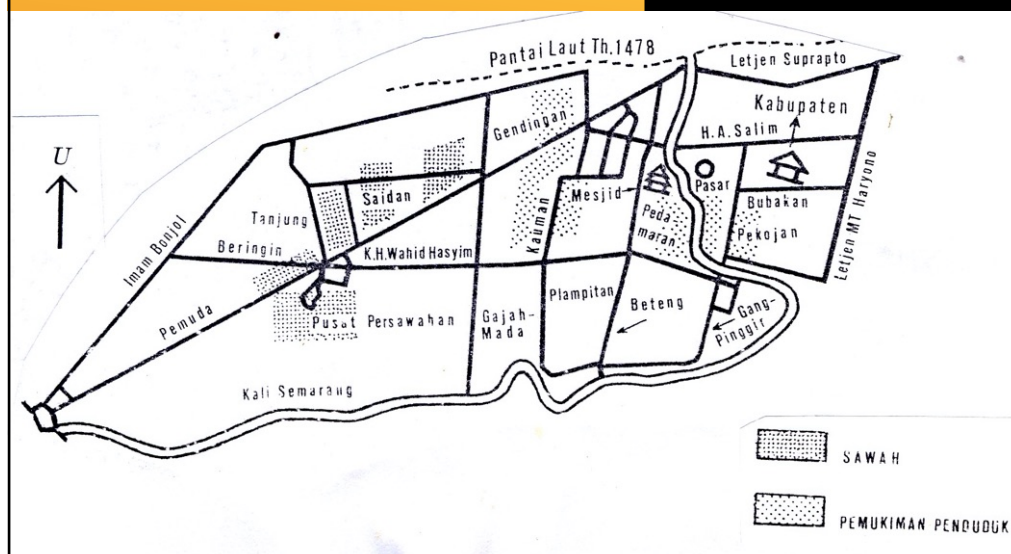 Pantai Laut Th.1478
Letjen Suprapto
Kabupaten
Gendingan
H.A. Salim
U
Mesjid
Pasar
Saidan
Bubakan
Tanjung
Kauman
Peda
maran
Pekojan
Letjen MT Haryono
Beringin
K.H. Wahid Hasyim
Imam Bonjol
Plampitan
Beteng
Gang-
Pinggir
Pemuda
Pusat Persawahan
Gajah-
Mada
Kali Semarang
SAWAH
PEMUKIMAN PENDUDUK